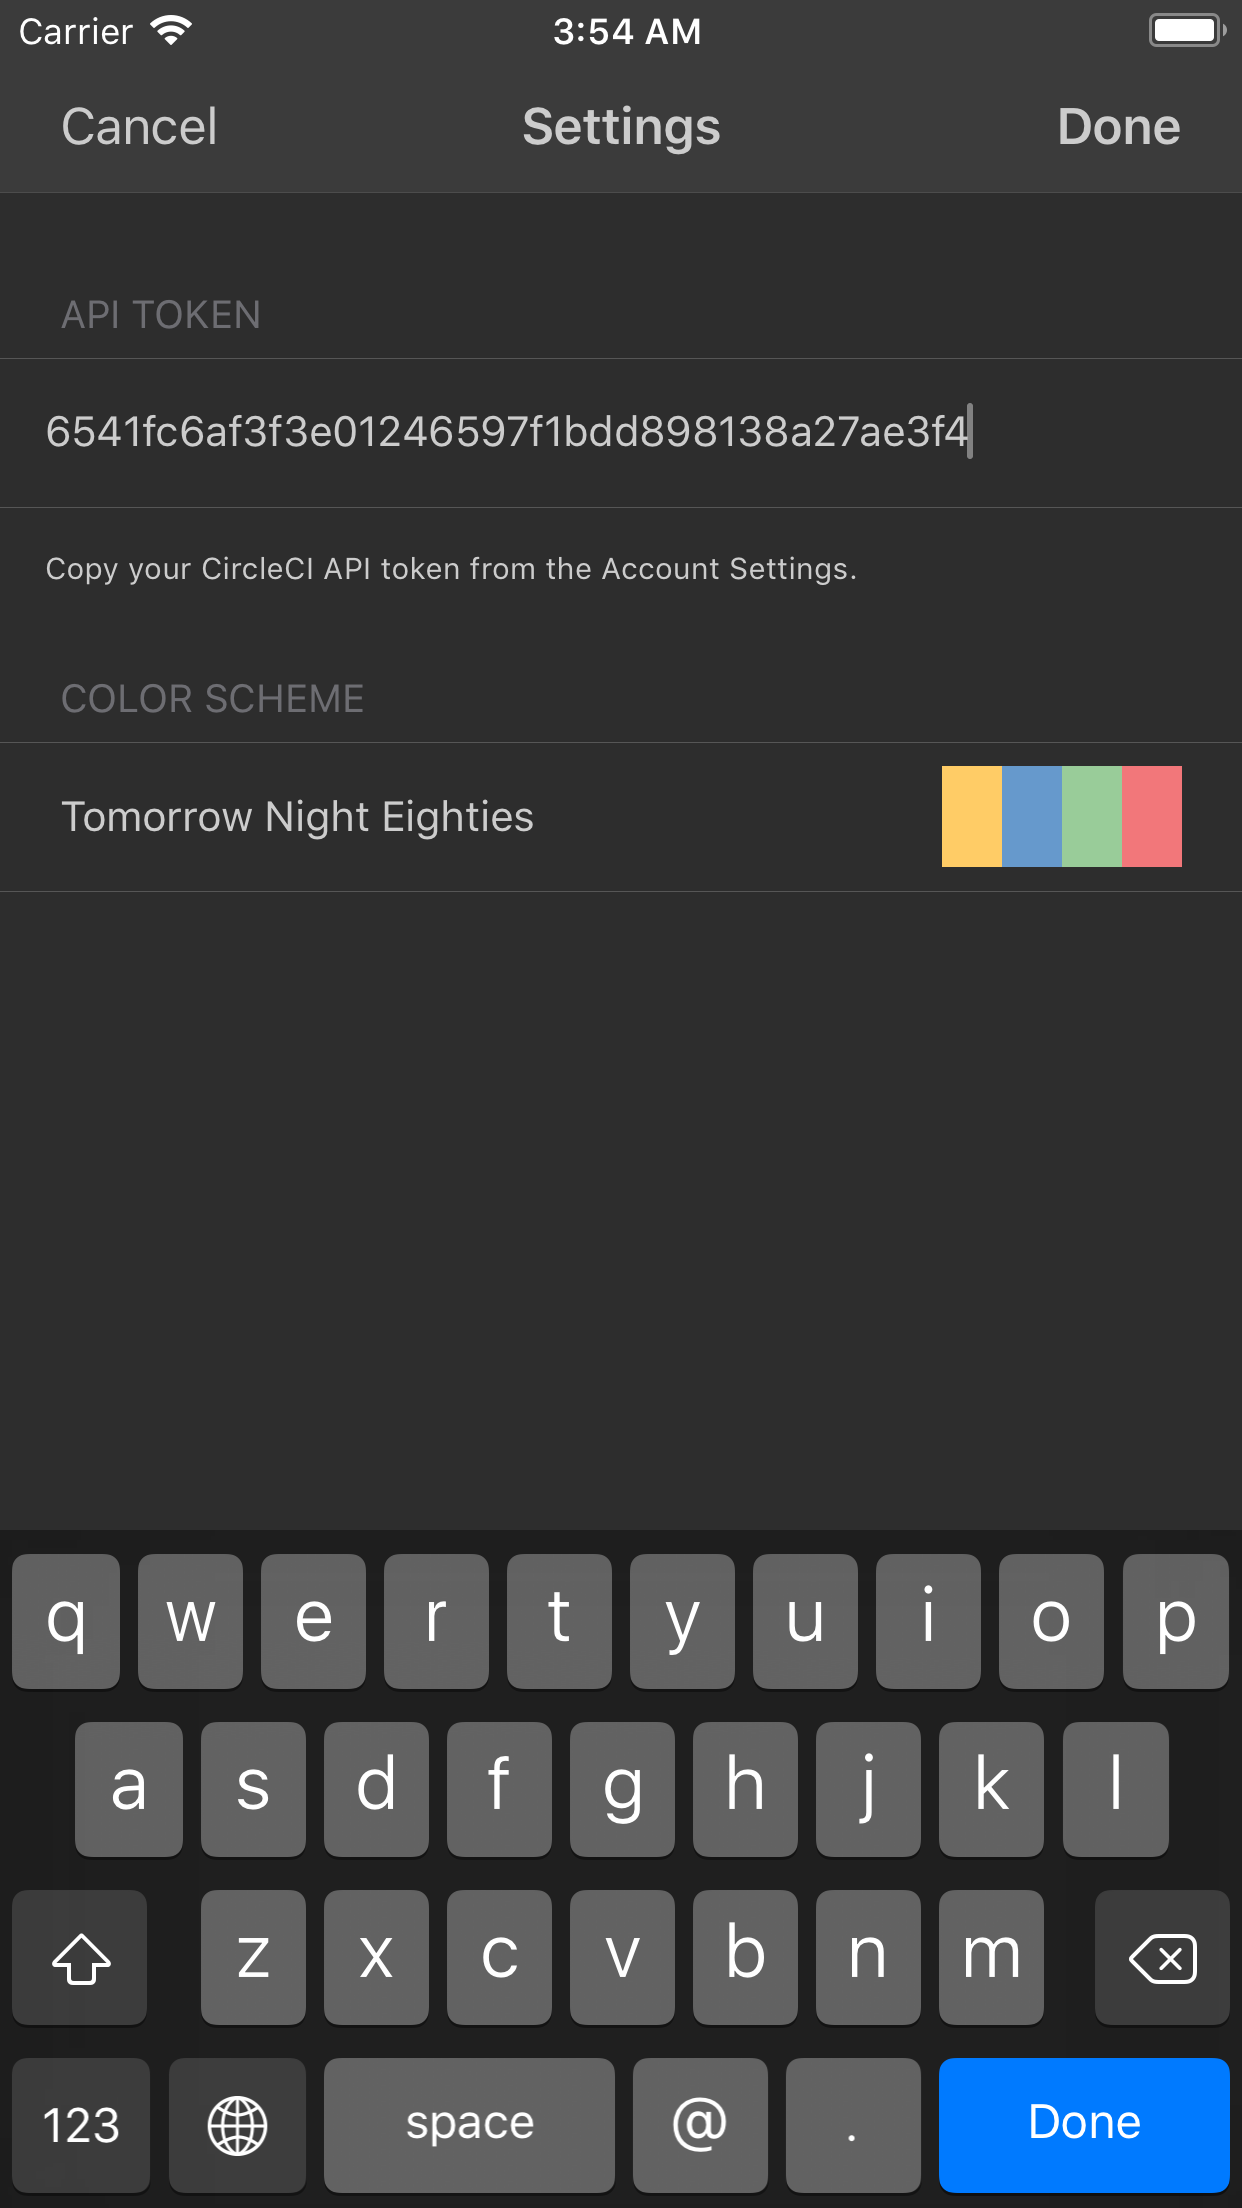 Carrier 3:54 AM
Cancel Settings Done
API TOKEN
6541fc6af3f3e01246597f1bdd898138a27ae3f4
Copy your CircleCI API token from the Account Settings.
COLOR SCHEME
Tomorrow Night Eighties
q w e r t y u i o p
a s d f g h j k l
z x c v b n m
123 space @ . Done